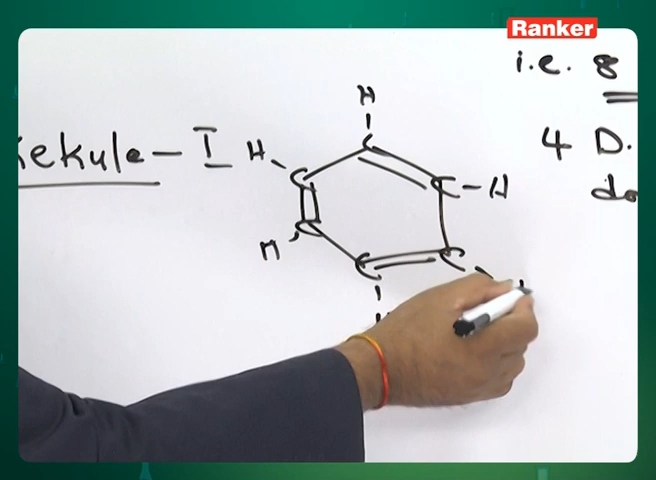 Ranker
i.e. 8
4 D.
do
Kekule - I
H
H C C C - H
H C C C